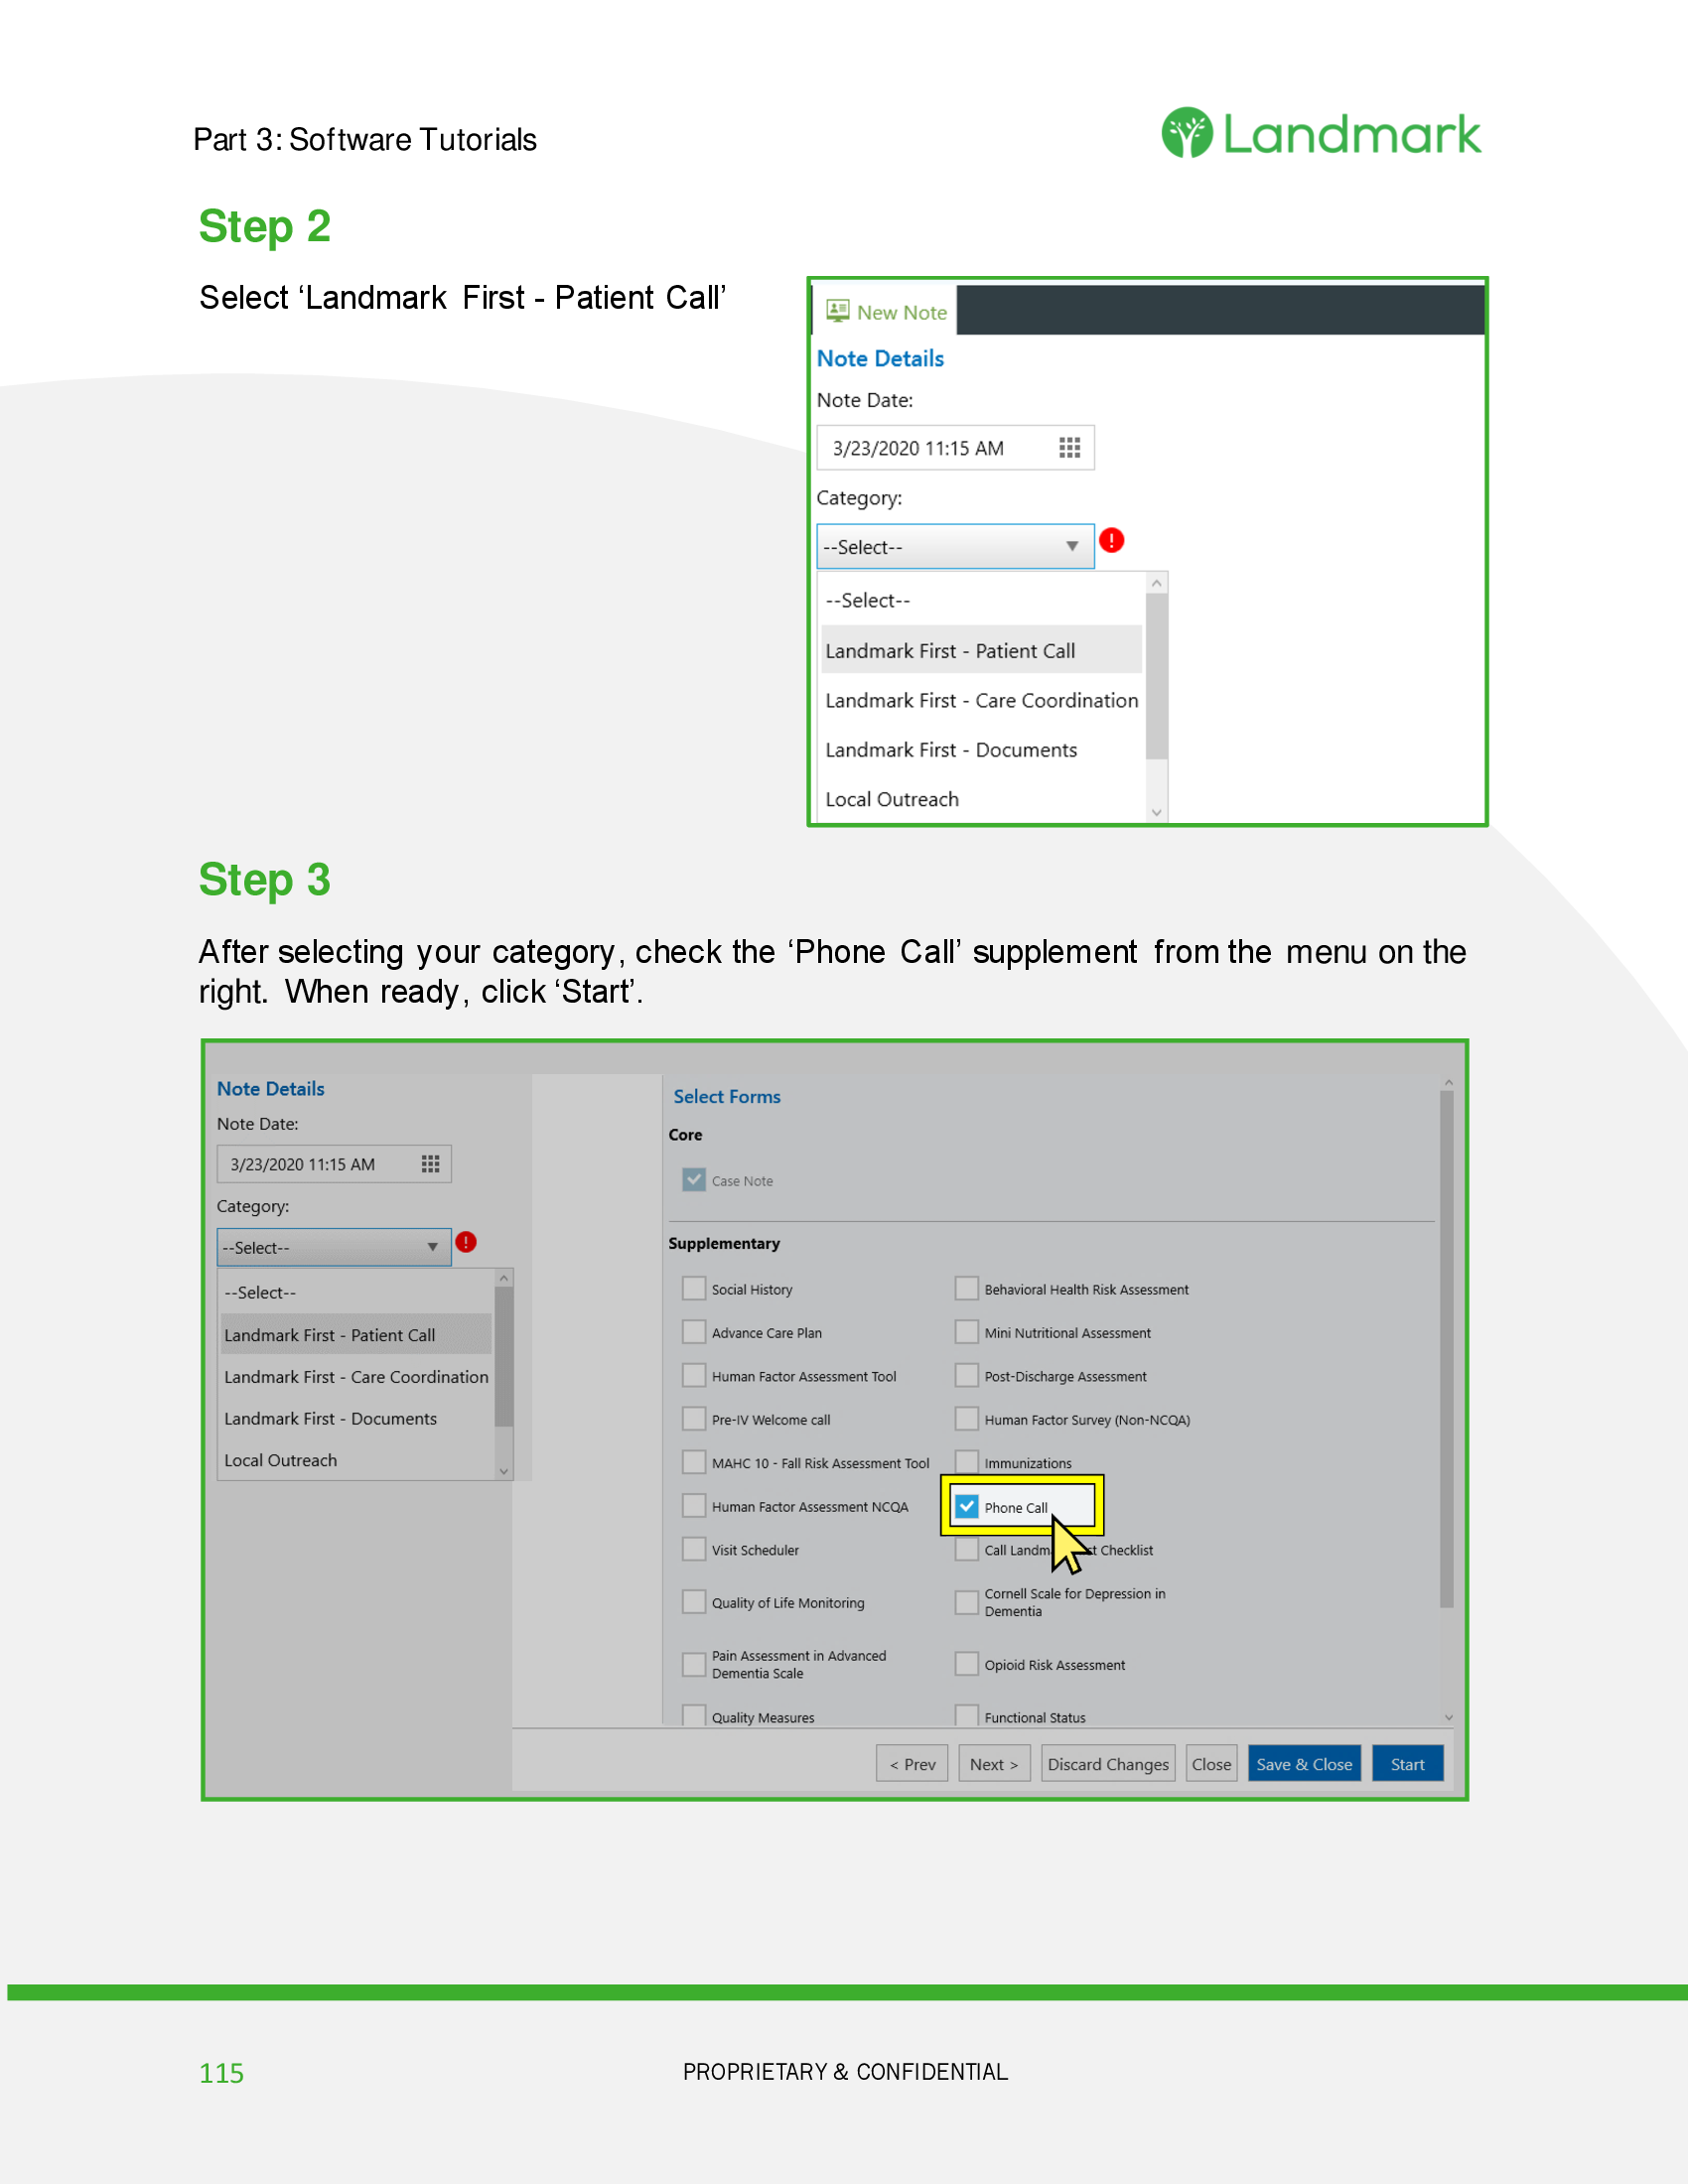 Part 3: Software Tutorials
Landmark
Step 2
Select ‘Landmark First - Patient Call’
New Note
Note Details
Note Date:
3/23/2020 11:15 AM
Category:
--Select--
--Select--
Landmark First - Patient Call
Landmark First - Care Coordination
Landmark First - Documents
Local Outreach
Step 3
After selecting your category, check the ‘Phone Call’ supplement from the menu on the
right. When ready, click ‘Start’.
Note Details
Note Date:
3/23/2020 11:15 AM
Category:
--Select--
--Select--
Landmark First - Patient Call
Landmark First - Care Coordination
Landmark First - Documents
Local Outreach
Select Forms
Core
Case Note
Supplementary
Social History
Behavioral Health Risk Assessment
Advance Care Plan
Mini Nutritional Assessment
Human Factor Assessment Tool
Post-Discharge Assessment
Pre-IV Welcome call
Human Factor Survey (Non-NCQA)
MAHC 10 - Fall Risk Assessment Tool
Immunizations
Human Factor Assessment NCQA
Phone Call
Visit Scheduler
Call Checklist
Quality of Life Monitoring
Cornell Scale for Depression in
Dementia
Pain Assessment in Advanced
Dementia Scale
Opioid Risk Assessment
Quality Measures
Functional Status
< Prev
Next >
Discard Changes
Close
Save & Close
Start
115
PROPRIETARY & CONFIDENTIAL